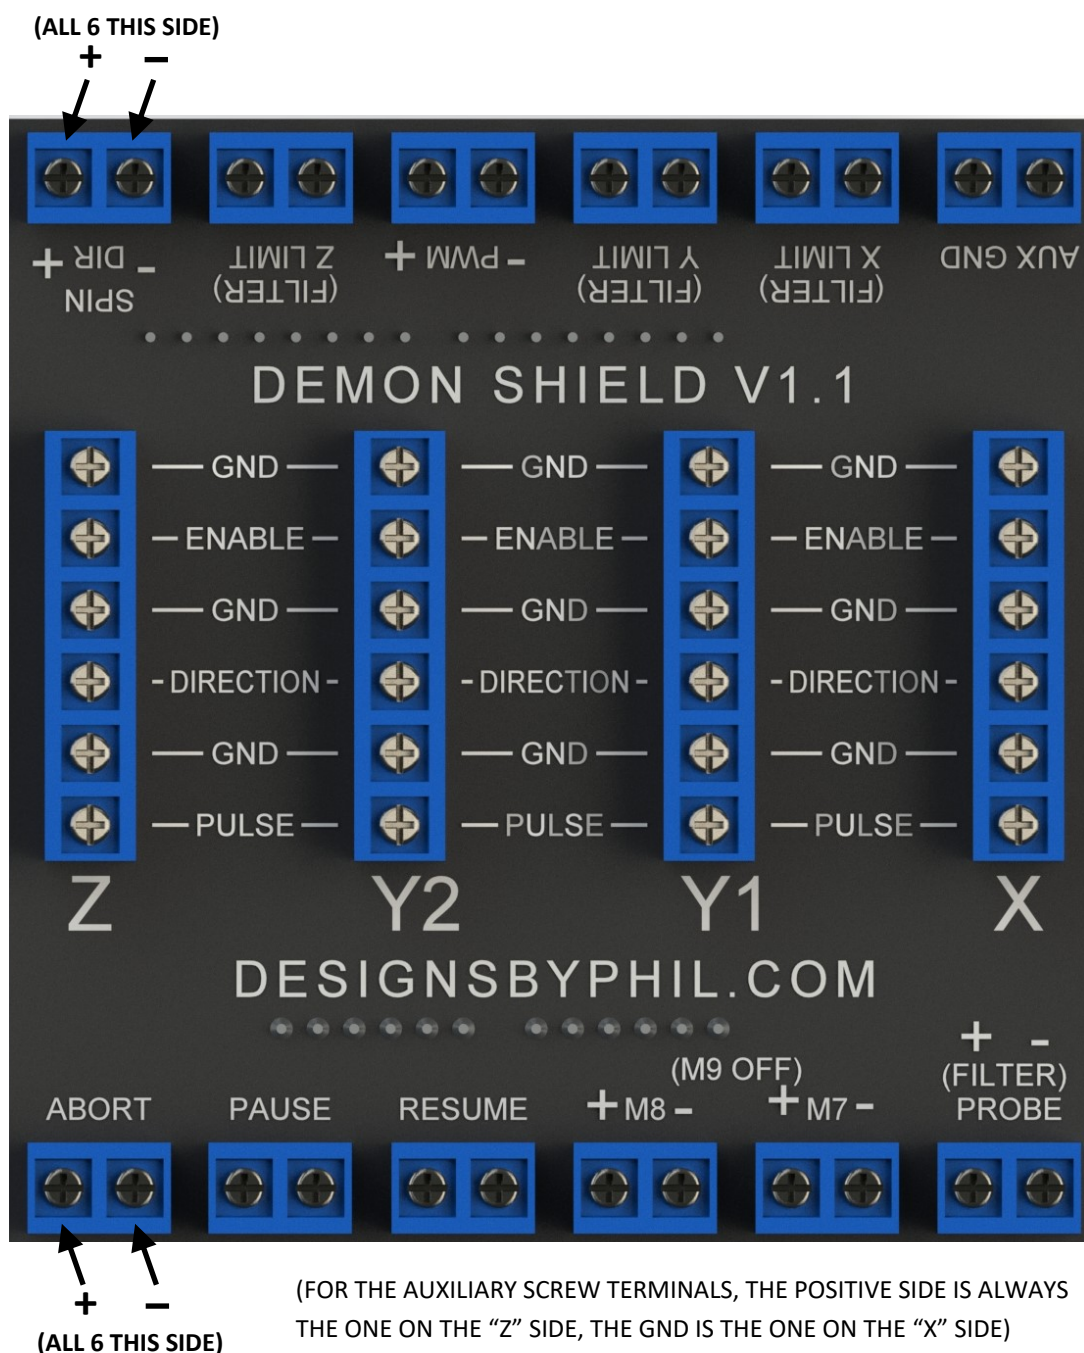 (ALL 6 THIS SIDE)
+ −
SPIN
+ DIR -
(FILTER)
Z LIMIT
+ PWM -
(FILTER)
Y LIMIT
(FILTER)
X LIMIT
AUX GND
DEMON SHIELD V1.1
GND GND GND
ENABLE ENABLE ENABLE
GND GND GND
DIRECTION DIRECTION DIRECTION
GND GND GND
PULSE PULSE PULSE
Z Y2 Y1 X
DESIGNSBYPHIL.COM
ABORT
PAUSE
RESUME
(M9 OFF)
+ M8 -
+ M7 -
+ -
(FILTER)
PROBE
+ −
(ALL 6 THIS SIDE)
(FOR THE AUXILIARY SCREW TERMINALS, THE POSITIVE SIDE IS ALWAYS
THE ONE ON THE “Z” SIDE, THE GND IS THE ONE ON THE “X” SIDE)